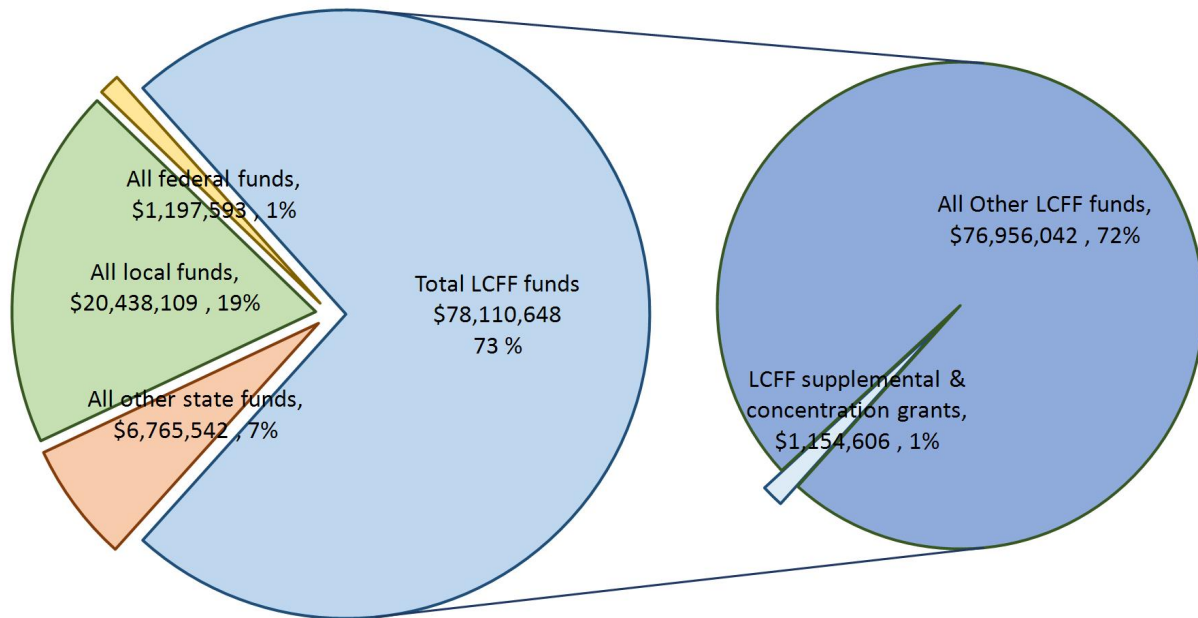 All federal funds,
$1,197,593 , 1%
All local funds,
$20,438,109 , 19%
All other state funds,
$6,765,542 , 7%
Total LCFF funds
$78,110,648
73 %
All Other LCFF funds,
$76,956,042 , 72%
LCFF supplemental &
concentration grants,
$1,154,606 , 1%